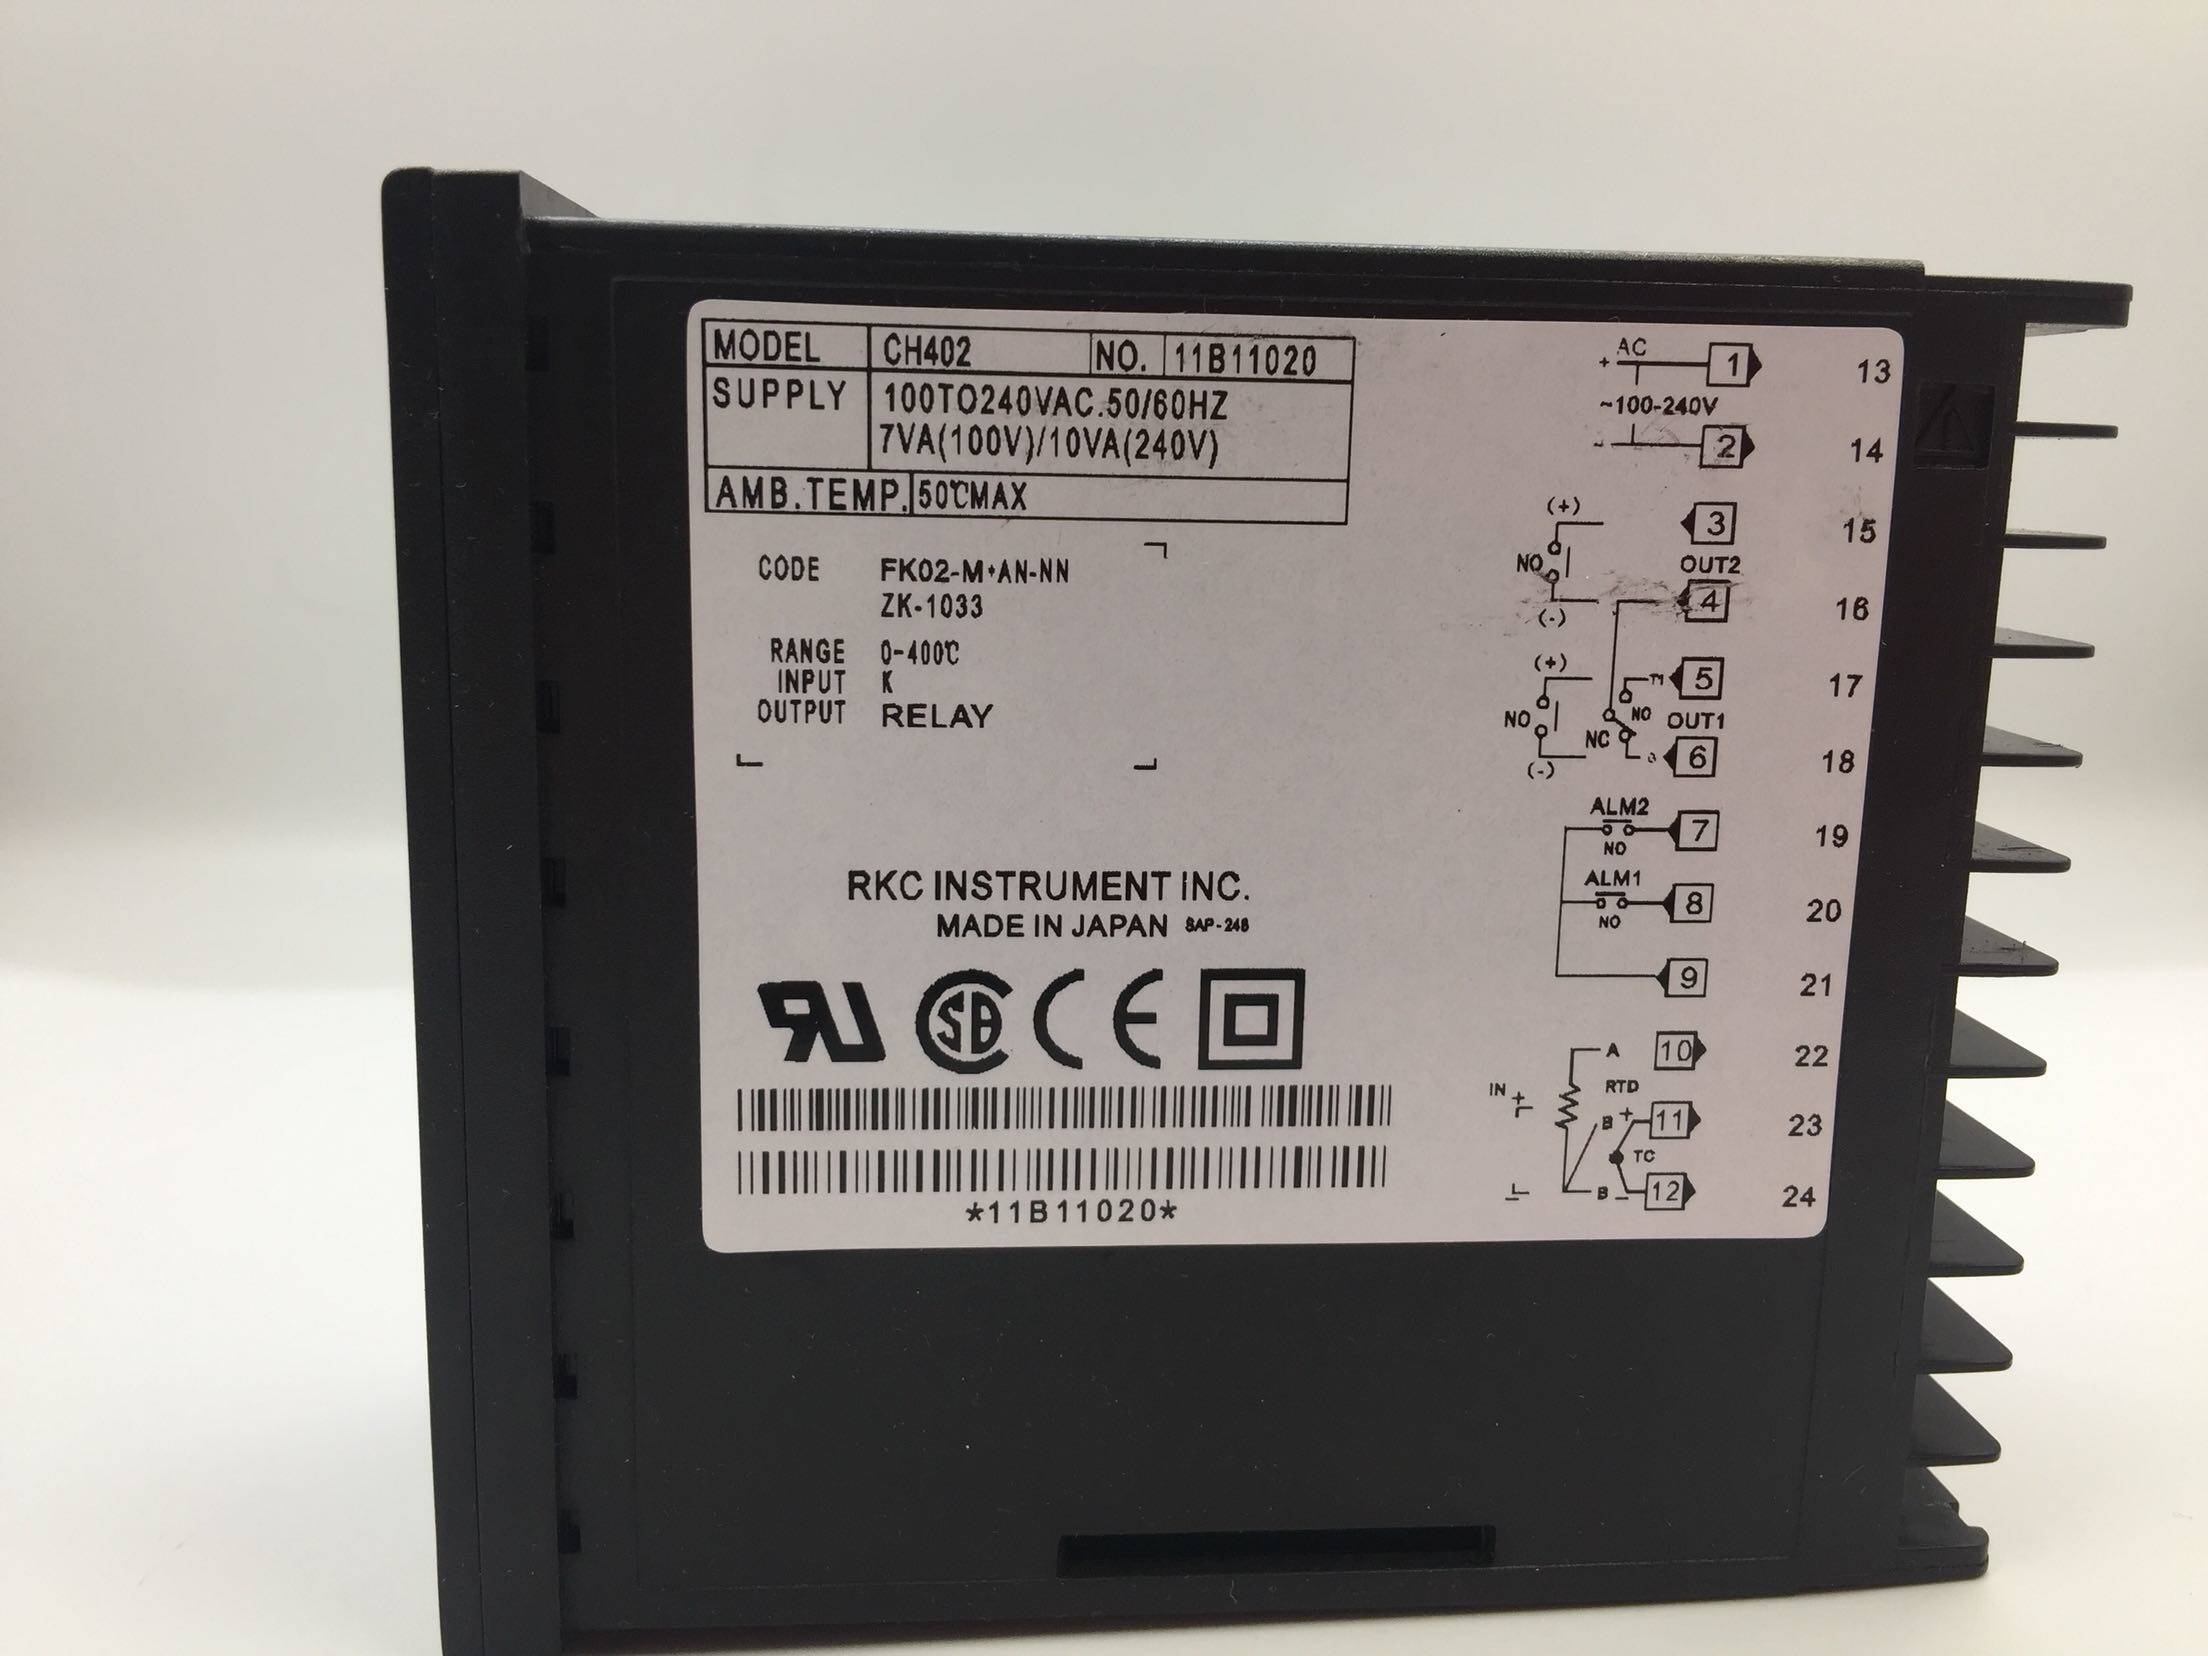 MODEL CH402 NO. 11B11020
SUPPLY 100TO240VAC.50/60HZ
7VA(100V)/10VA(240V)
AMB.TEMP. 50℃MAX
CODE FK02-M*AN-NN
ZK-1033
RANGE 0-400℃
INPUT K
OUTPUT RELAY
RKC INSTRUMENT INC.
MADE IN JAPAN SAP-248
CE
*11B11020*
+ AC 1 13
~100-240V
- 2 14
(+) 3 15
NO OUT2
(-) 4 16
(+) 5 17
NO NO OUT1
NC
(-) 6 18
ALM2 7 19
NO
ALM1 8 20
NO
9 21
A 10 22
IN + RTD
B + 11 23
TC
B - 12 24